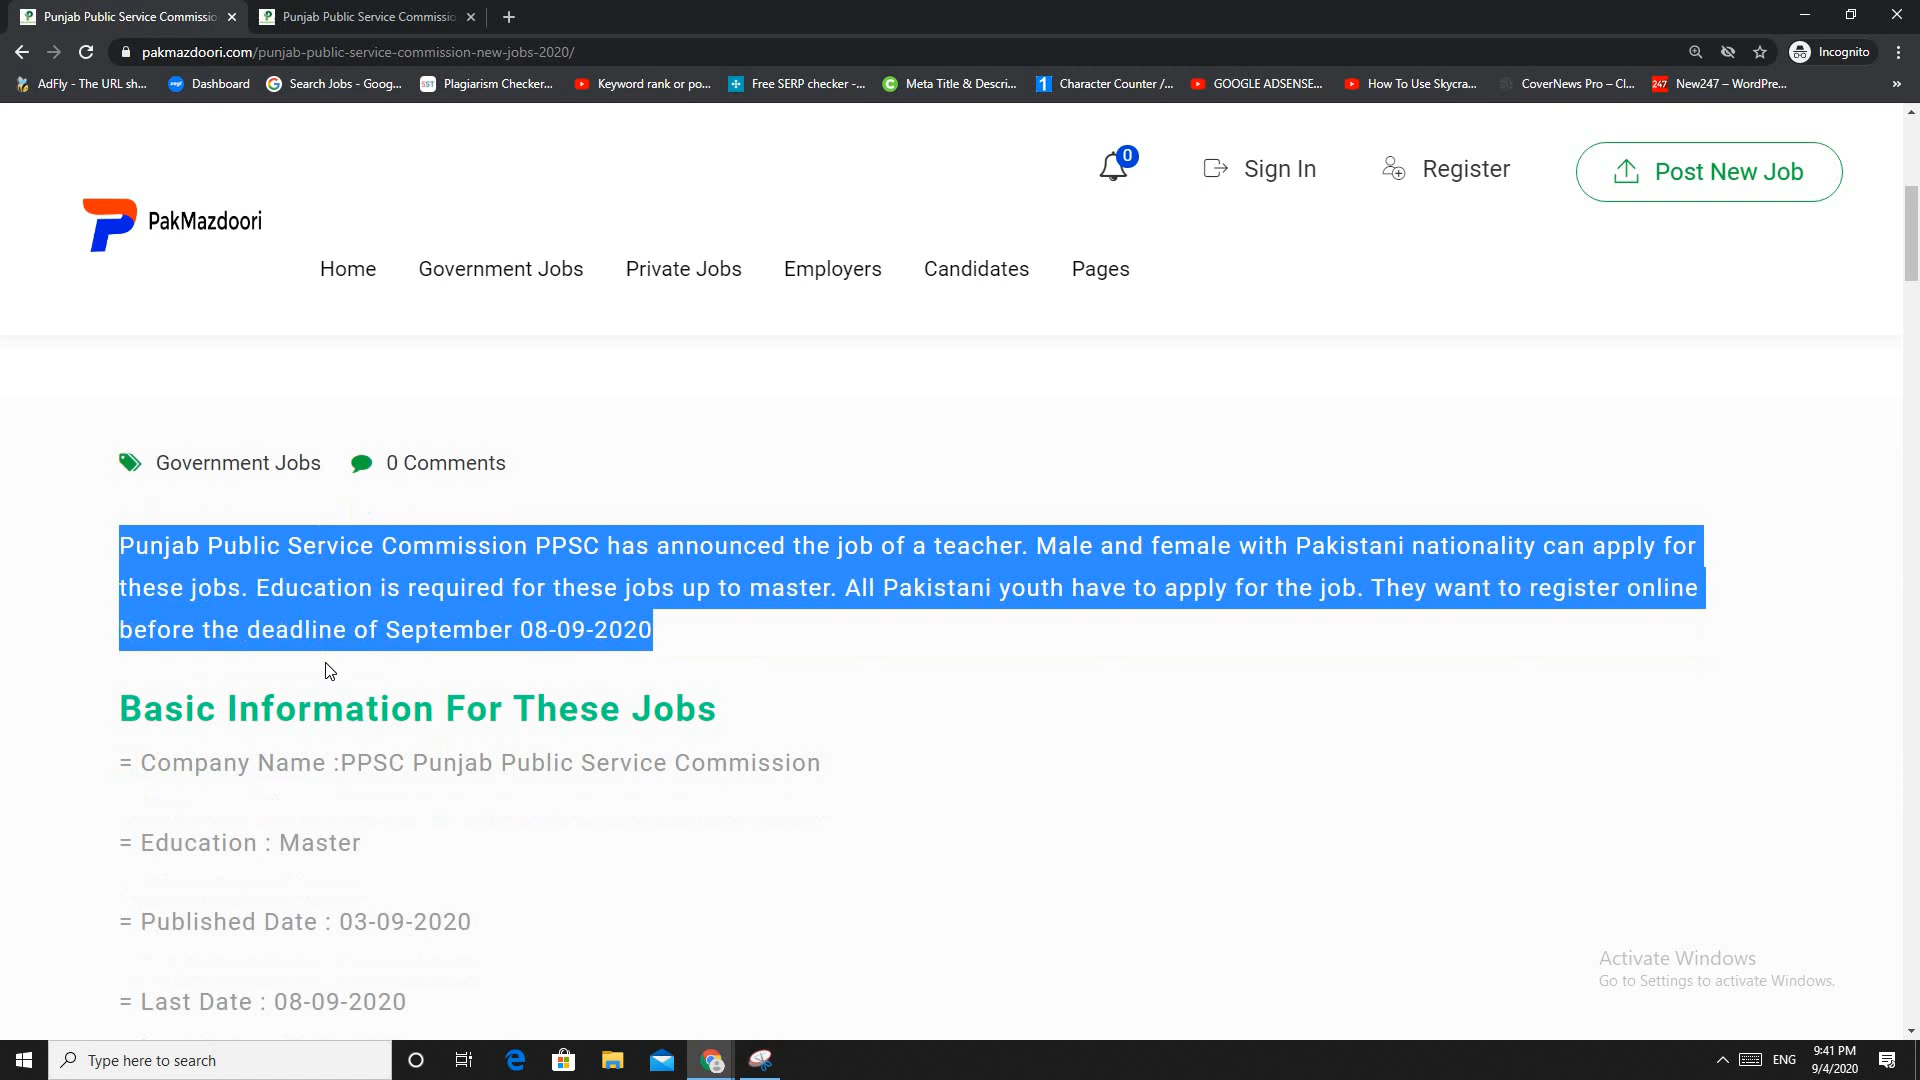 Punjab Public Service Commissio
Punjab Public Service Commissio
pakmazdoori.com/punjab-public-service-commission-new-jobs-2020/
Incognito
AdFly - The URL sh...
Dashboard
Search Jobs - Goog...
SST
Plagiarism Checker...
Keyword rank or po...
Free SERP checker -...
Meta Title & Descri...
1
Character Counter /...
GOOGLE ADSENSE...
How To Use Skycra...
CoverNews Pro – Cl...
247
New247 – WordPre...
»
0
Sign In
Register
Post New Job
PakMazdoori
Home
Government Jobs
Private Jobs
Employers
Candidates
Pages
Government Jobs
0 Comments
Punjab Public Service Commission PPSC has announced the job of a teacher. Male and female with Pakistani nationality can apply for
these jobs. Education is required for these jobs up to master. All Pakistani youth have to apply for the job. They want to register online
before the deadline of September 08-09-2020
Basic Information For These Jobs
= Company Name :PPSC Punjab Public Service Commission
= Education : Master
= Published Date : 03-09-2020
= Last Date : 08-09-2020
Activate Windows
Go to Settings to activate Windows.
Type here to search
ENG
9:41 PM
9/4/2020